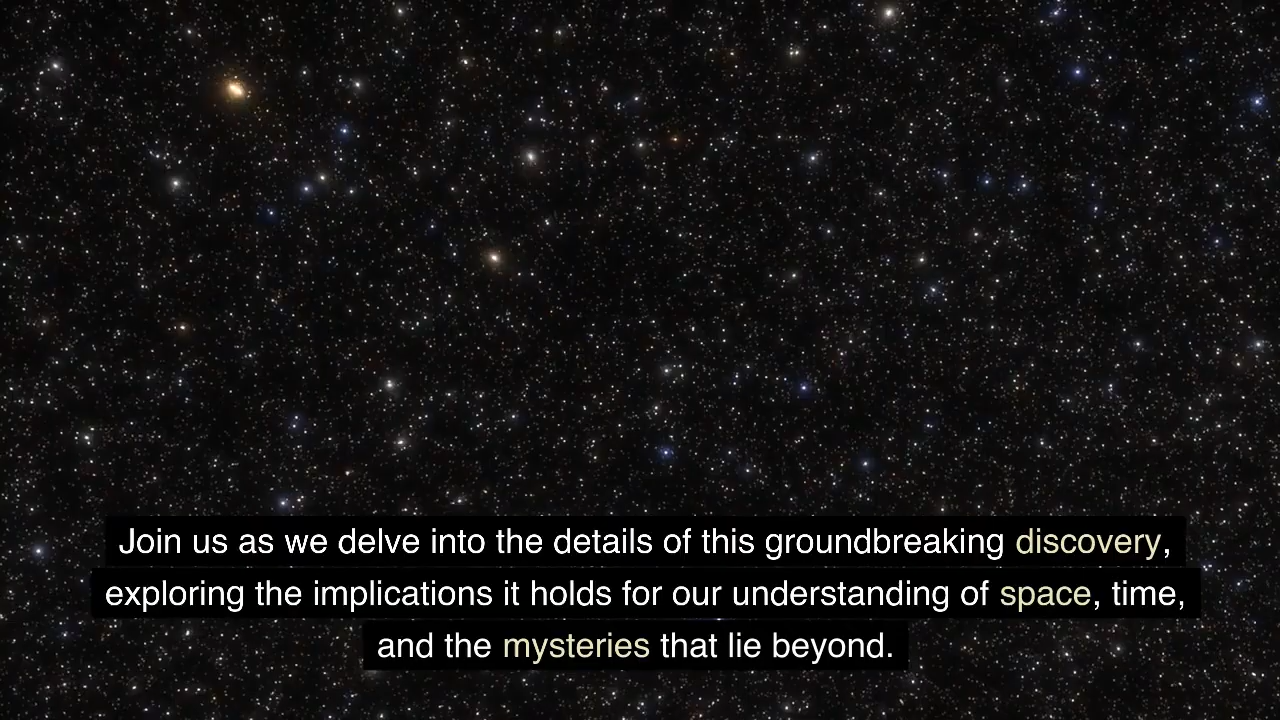 Join us as we delve into the details of this groundbreaking discovery,
exploring the implications it holds for our understanding of space, time,
and the mysteries that lie beyond.